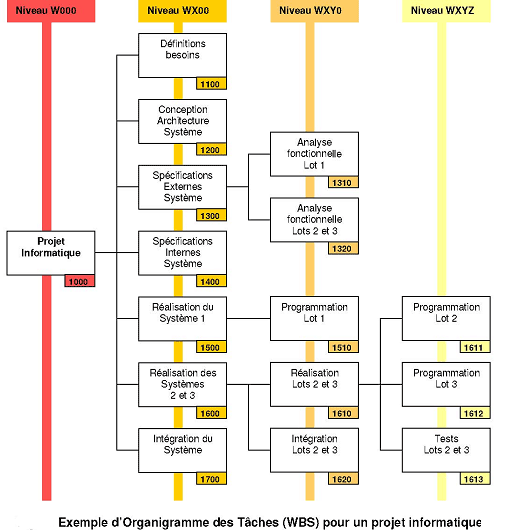 Niveau W000
Niveau WX00
Niveau WXY0
Niveau WXYZ
Définitions
besoins
1100
Conception
Architecture
Système
1200
Analyse
fonctionnelle
Lot 1
1310
Spécifications
Externes
Système
1300
Analyse
fonctionnelle
Lots 2 et 3
1320
Projet
Informatique
1000
Spécifications
Internes
Système
1400
Réalisation du
Système 1
1500
Programmation
Lot 1
1510
Programmation
Lot 2
1611
Réalisation des
Systèmes
2 et 3
1600
Réalisation
Lots 2 et 3
1610
Programmation
Lot 3
1612
Intégration du
Système
1700
Intégration
Lots 2 et 3
1620
Tests
Lots 2 et 3
1613
Exemple d'Organigramme des Tâches (WBS) pour un projet informatique